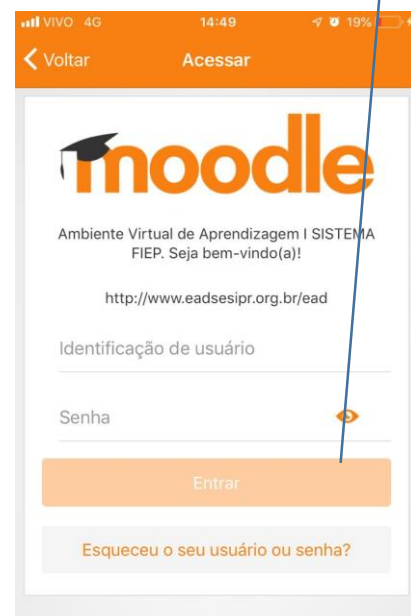 VIVO 4G 14:49 19%
Voltar Acessar
moodle
Ambiente Virtual de Aprendizagem I SISTEMA
FIEP. Seja bem-vindo(a)!
http://www.eadsesipr.org.br/ead
Identificação de usuário
Senha
Entrar
Esqueceu o seu usuário ou senha?